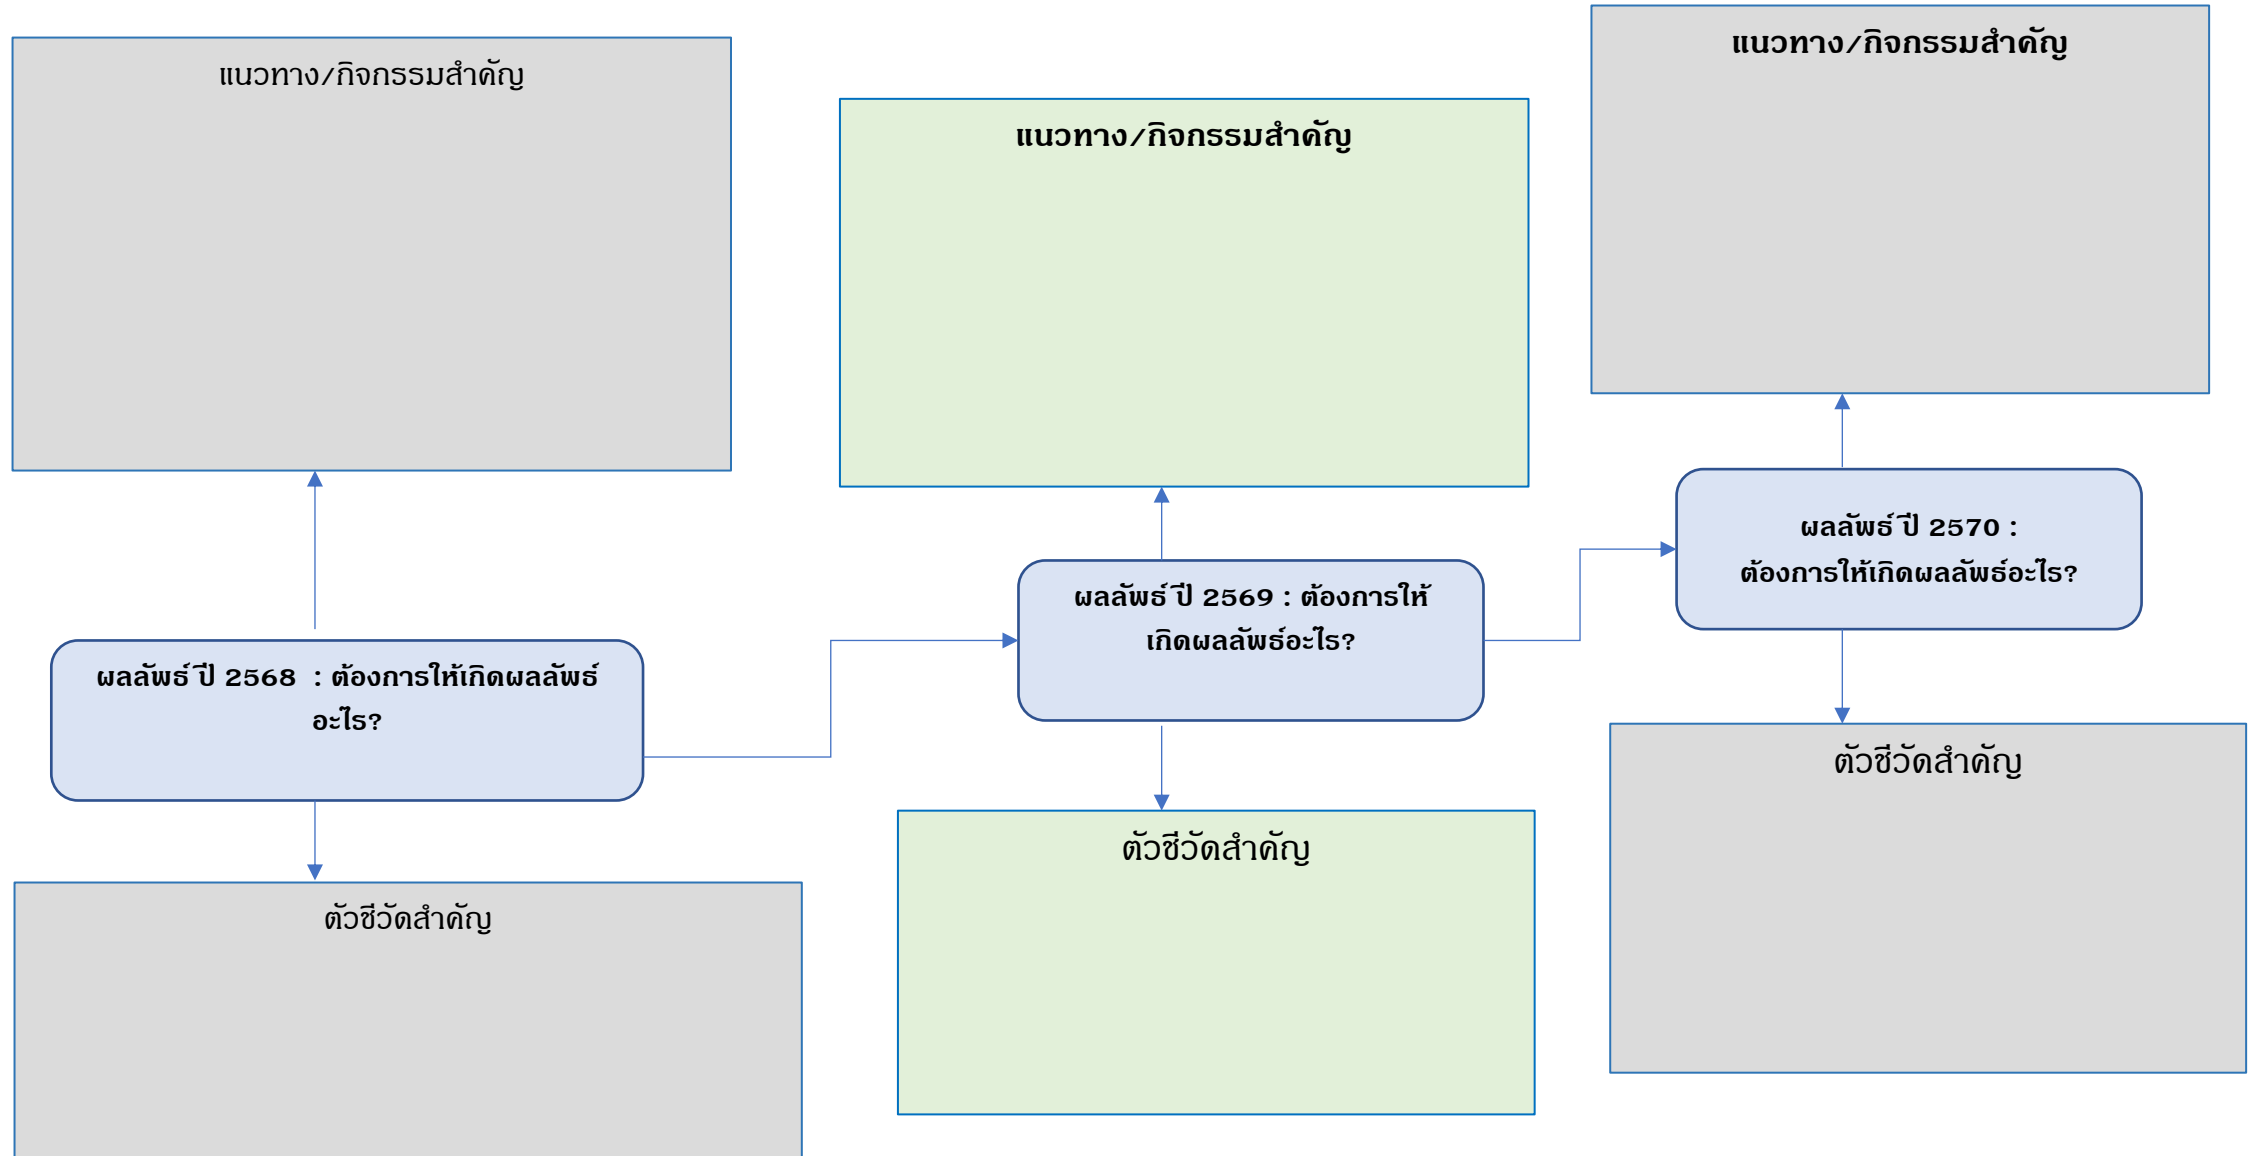 แนวทาง/กิจกรรมสำคัญ
ผลลัพธ์ ปี 2568  : ต้องการให้เกิดผลลัพธ์
อะไร?
ตัวชี้วัดสำคัญ
แนวทาง/กิจกรรมสำคัญ
ผลลัพธ์ ปี 2569 : ต้องการให้
เกิดผลลัพธ์อะไร?
ตัวชี้วัดสำคัญ
แนวทาง/กิจกรรมสำคัญ
ผลลัพธ์ ปี 2570 :
ต้องการให้เกิดผลลัพธ์อะไร?
ตัวชี้วัดสำคัญ